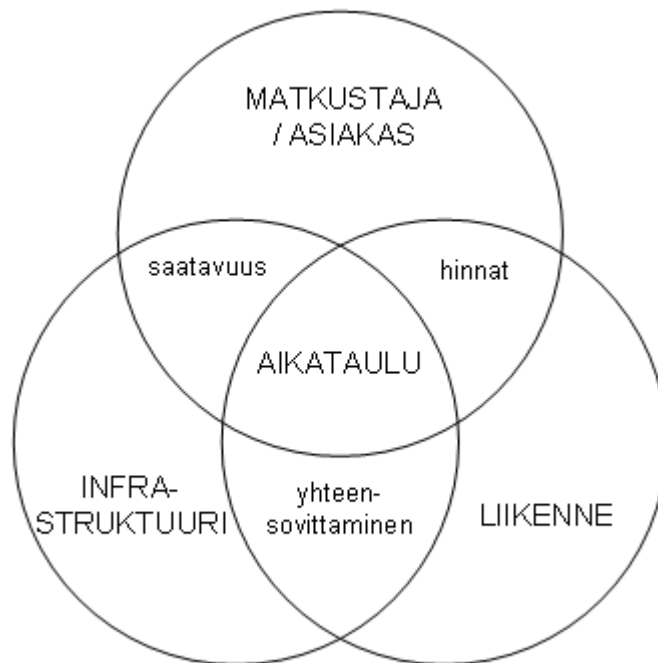 MATKUSTAJA
/ ASIAKAS
saatavuus
hinnat
AIKATAULU
INFRA-
STRUKTUURI
yhteen-
sovittaminen
LIIKENNE